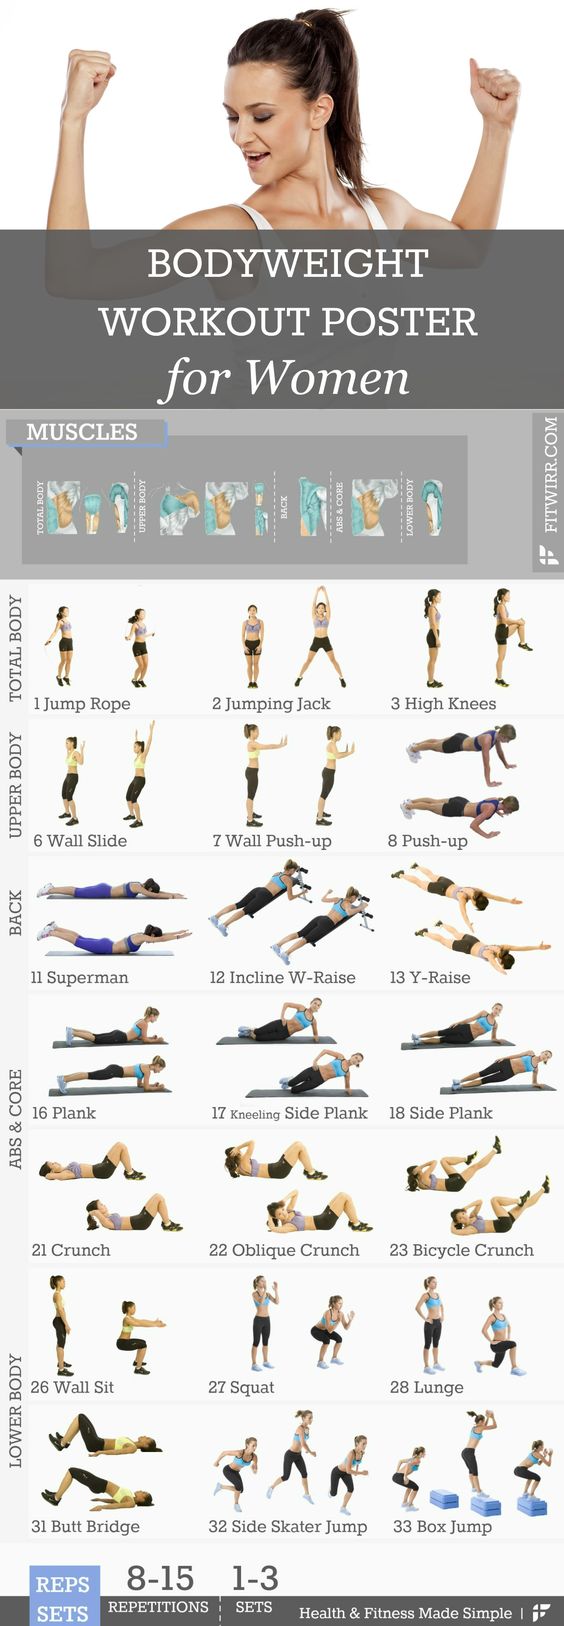 BODYWEIGHT
WORKOUT POSTER
for Women
MUSCLES
TOTAL BODY
UPPER BODY
BACK
ABS & CORE
LOWER BODY
FITWIRR.COM
TOTAL BODY
1 Jump Rope
2 Jumping Jack
3 High Knees
UPPER BODY
6 Wall Slide
7 Wall Push-up
8 Push-up
BACK
11 Superman
12 Incline W-Raise
13 Y-Raise
ABS & CORE
16 Plank
17 Kneeling Side Plank
18 Side Plank
21 Crunch
22 Oblique Crunch
23 Bicycle Crunch
LOWER BODY
26 Wall Sit
27 Squat
28 Lunge
31 Butt Bridge
32 Side Skater Jump
33 Box Jump
REPS
SETS
8-15
REPETITIONS
1-3
SETS
Health & Fitness Made Simple |